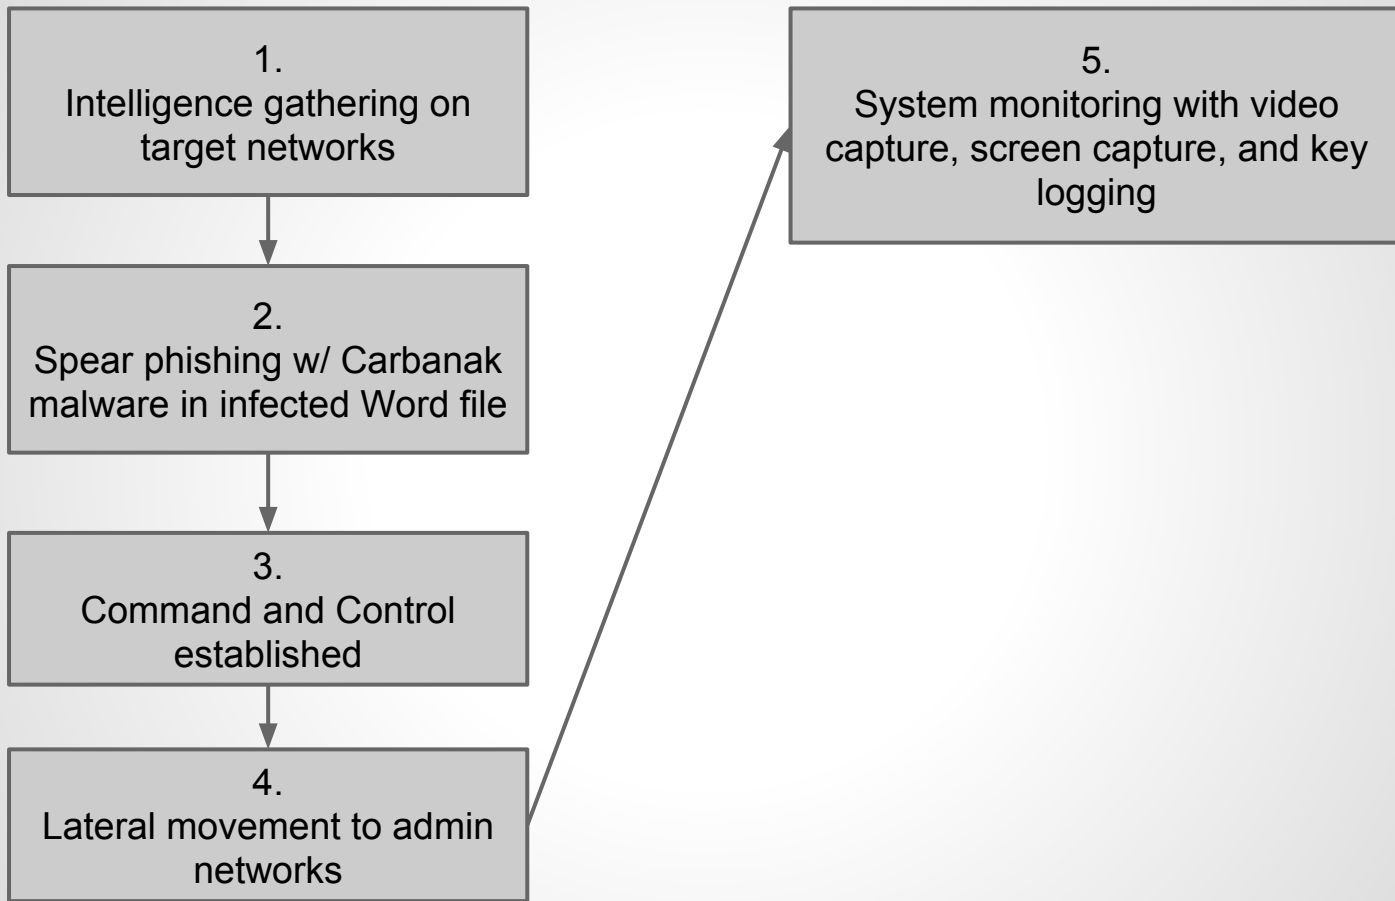 1.
Intelligence gathering on
target networks
2.
Spear phishing w/ Carbanak
malware in infected Word file
3.
Command and Control
established
4.
Lateral movement to admin
networks
5.
System monitoring with video
capture, screen capture, and key
logging